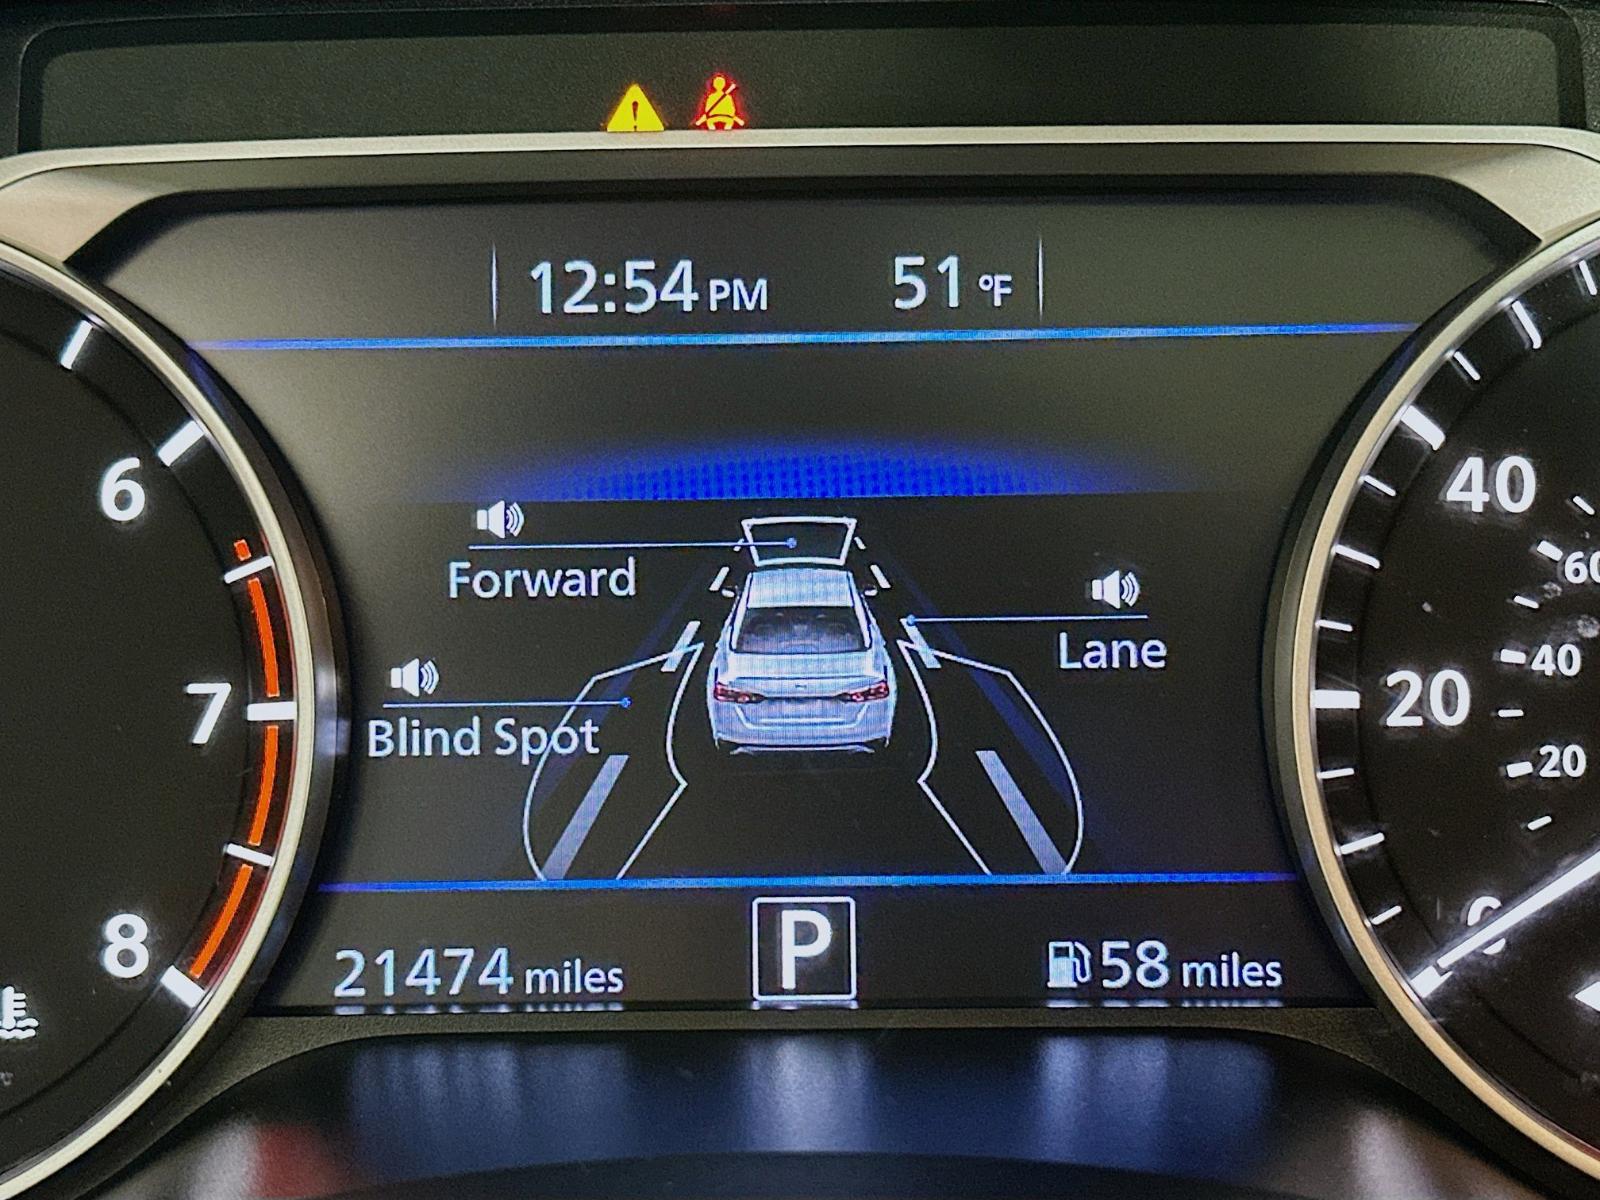 12:54 PM 51 °F
Forward
Lane
Blind Spot
21474 miles P 58 miles
6
7
8
40
20
0
60
40
20